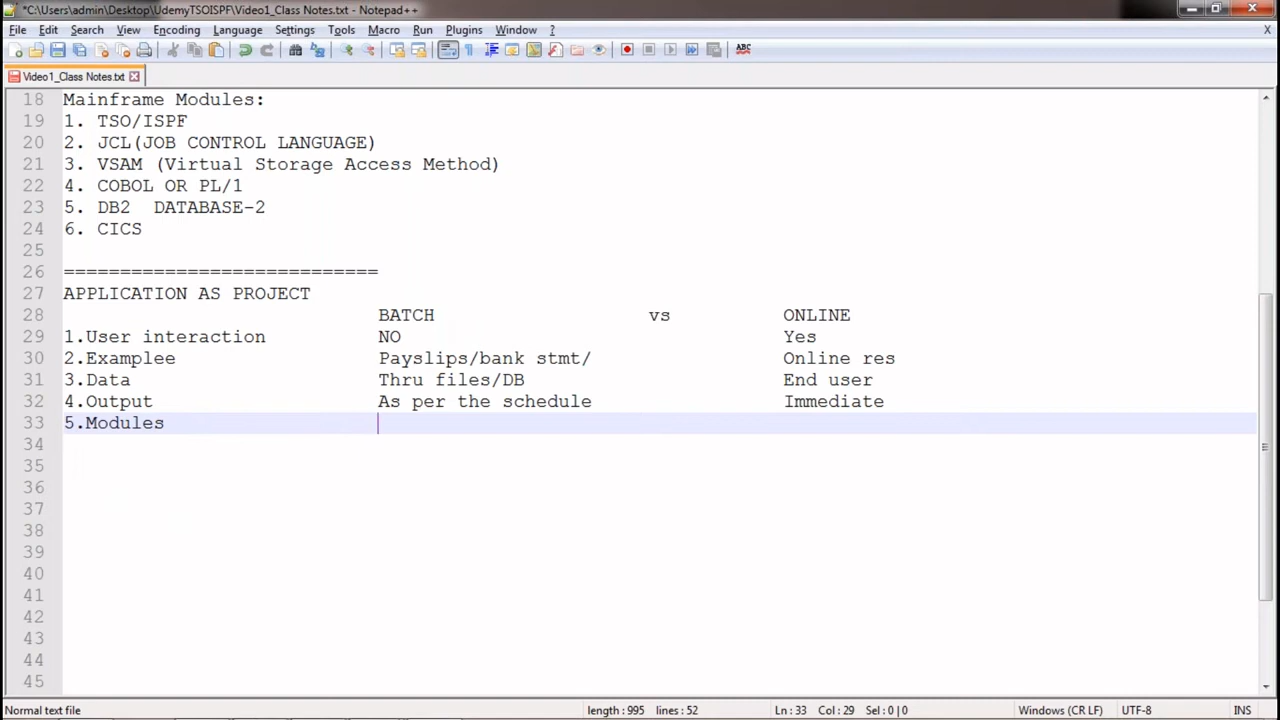 *C:\Users\admin\Desktop\UdemyTSOISPF\Video1_Class Notes.txt - Notepad++
File Edit Search View Encoding Language Settings Tools Macro Run Plugins Window ? X
ABC
Video1_Class Notes.txt
18 Mainframe Modules:
19 1. TSO/ISPF
20 2. JCL(JOB CONTROL LANGUAGE)
21 3. VSAM (Virtual Storage Access Method)
22 4. COBOL OR PL/1
23 5. DB2 DATABASE-2
24 6. CICS
25
26 ============================
27 APPLICATION AS PROJECT
28 BATCH vs ONLINE
29 1.User interaction NO Yes
30 2.Examplee Payslips/bank stmt/ Online res
31 3.Data Thru files/DB End user
32 4.Output As per the schedule Immediate
33 5.Modules
34
35
36
37
38
39
40
41
42
43
44
45
Normal text file length : 995 lines : 52 Ln : 33 Col : 29 Sel : 0 | 0 Windows (CR LF) UTF-8 INS